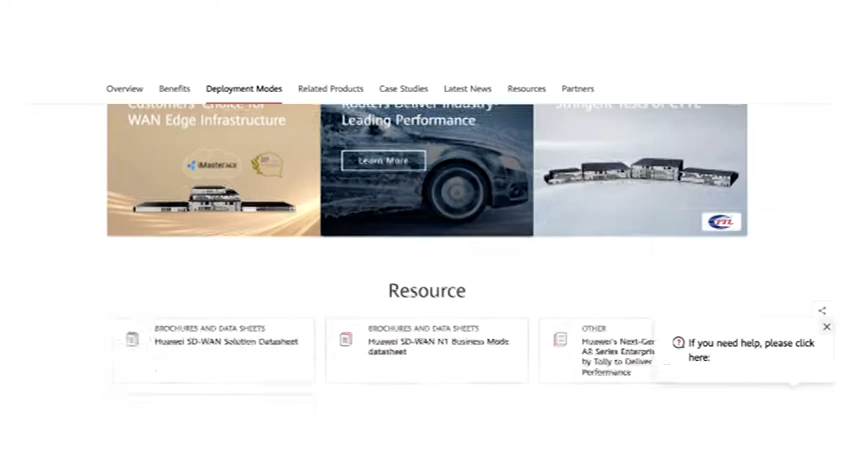 Overview Benefits Deployment Modes Related Products Case Studies Latest News Resources Partners
Customers' Choice for
WAN Edge Infrastructure
iMaster NCE
Routers Deliver Industry-
Leading Performance
Learn More
Stringent Tests of CTTL
Resource
BROCHURES AND DATA SHEETS
Huawei SD-WAN Solution Datasheet
BROCHURES AND DATA SHEETS
Huawei SD-WAN N1 Business Mode
datasheet
OTHER
Huawei's Next-Gen
AR Series Enterpris
by Tolly to Deliver
Performance
If you need help, please click
here: